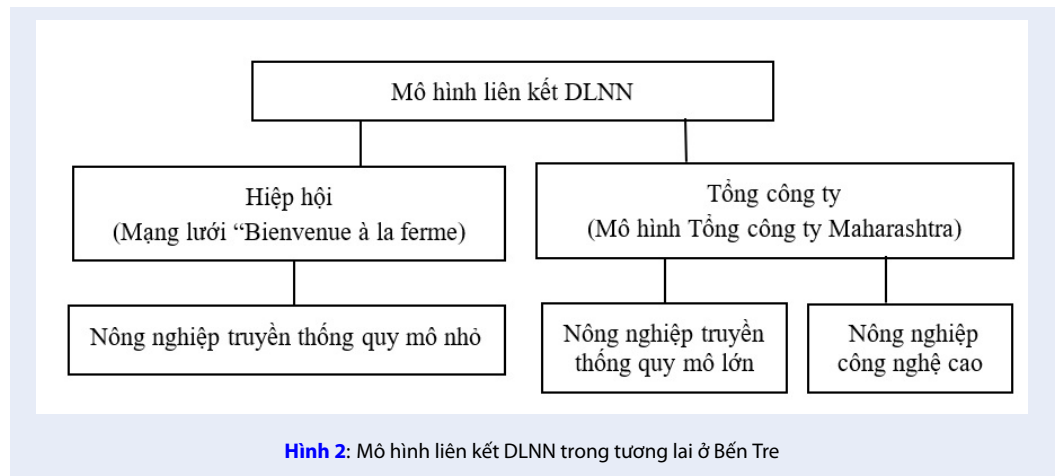 Mô hình liên kết DLNN
Hiệp hội
(Mạng lưới “Bienvenue à la ferme)
Tổng công ty
(Mô hình Tổng công ty Maharashtra)
Nông nghiệp truyền thống quy mô nhỏ
Nông nghiệp truyền
thống quy mô lớn
Nông nghiệp
công nghệ cao
Hình 2: Mô hình liên kết DLNN trong tương lai ở Bến Tre